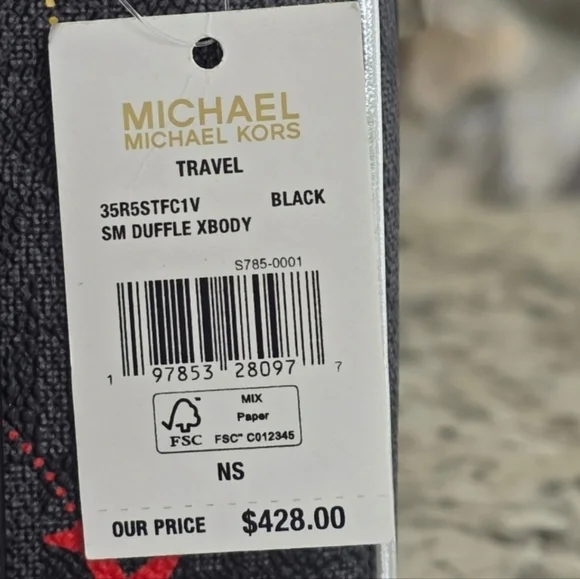 MICHAEL
MICHAEL KORS
TRAVEL
35R5STFC1V BLACK
SM DUFFLE XBODY
S785-0001
1 97853 28097 7
MIX
Paper
FSC FSC™ C012345
NS
OUR PRICE $428.00